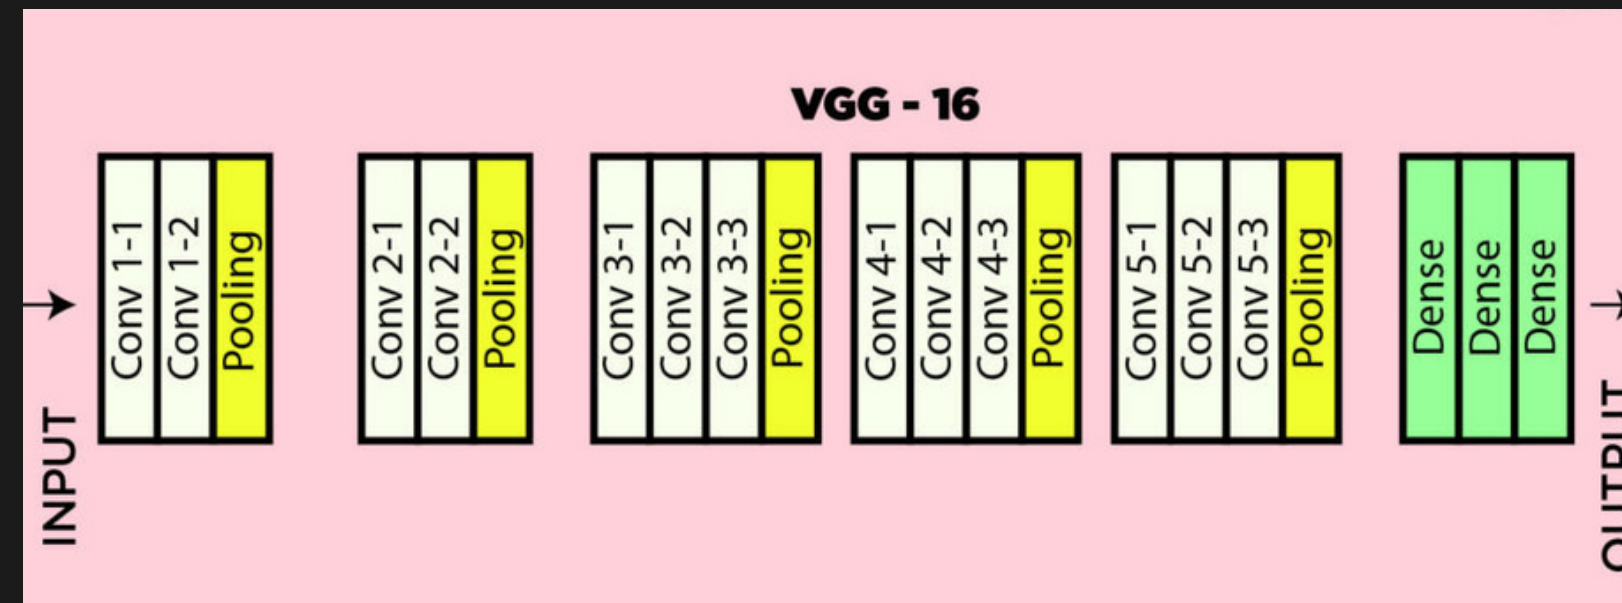 VGG - 16
INPUT
Conv 1-1
Conv 1-2
Pooling
Conv 2-1
Conv 2-2
Pooling
Conv 3-1
Conv 3-2
Conv 3-3
Pooling
Conv 4-1
Conv 4-2
Conv 4-3
Pooling
Conv 5-1
Conv 5-2
Conv 5-3
Pooling
Dense
Dense
Dense
OUTPUT